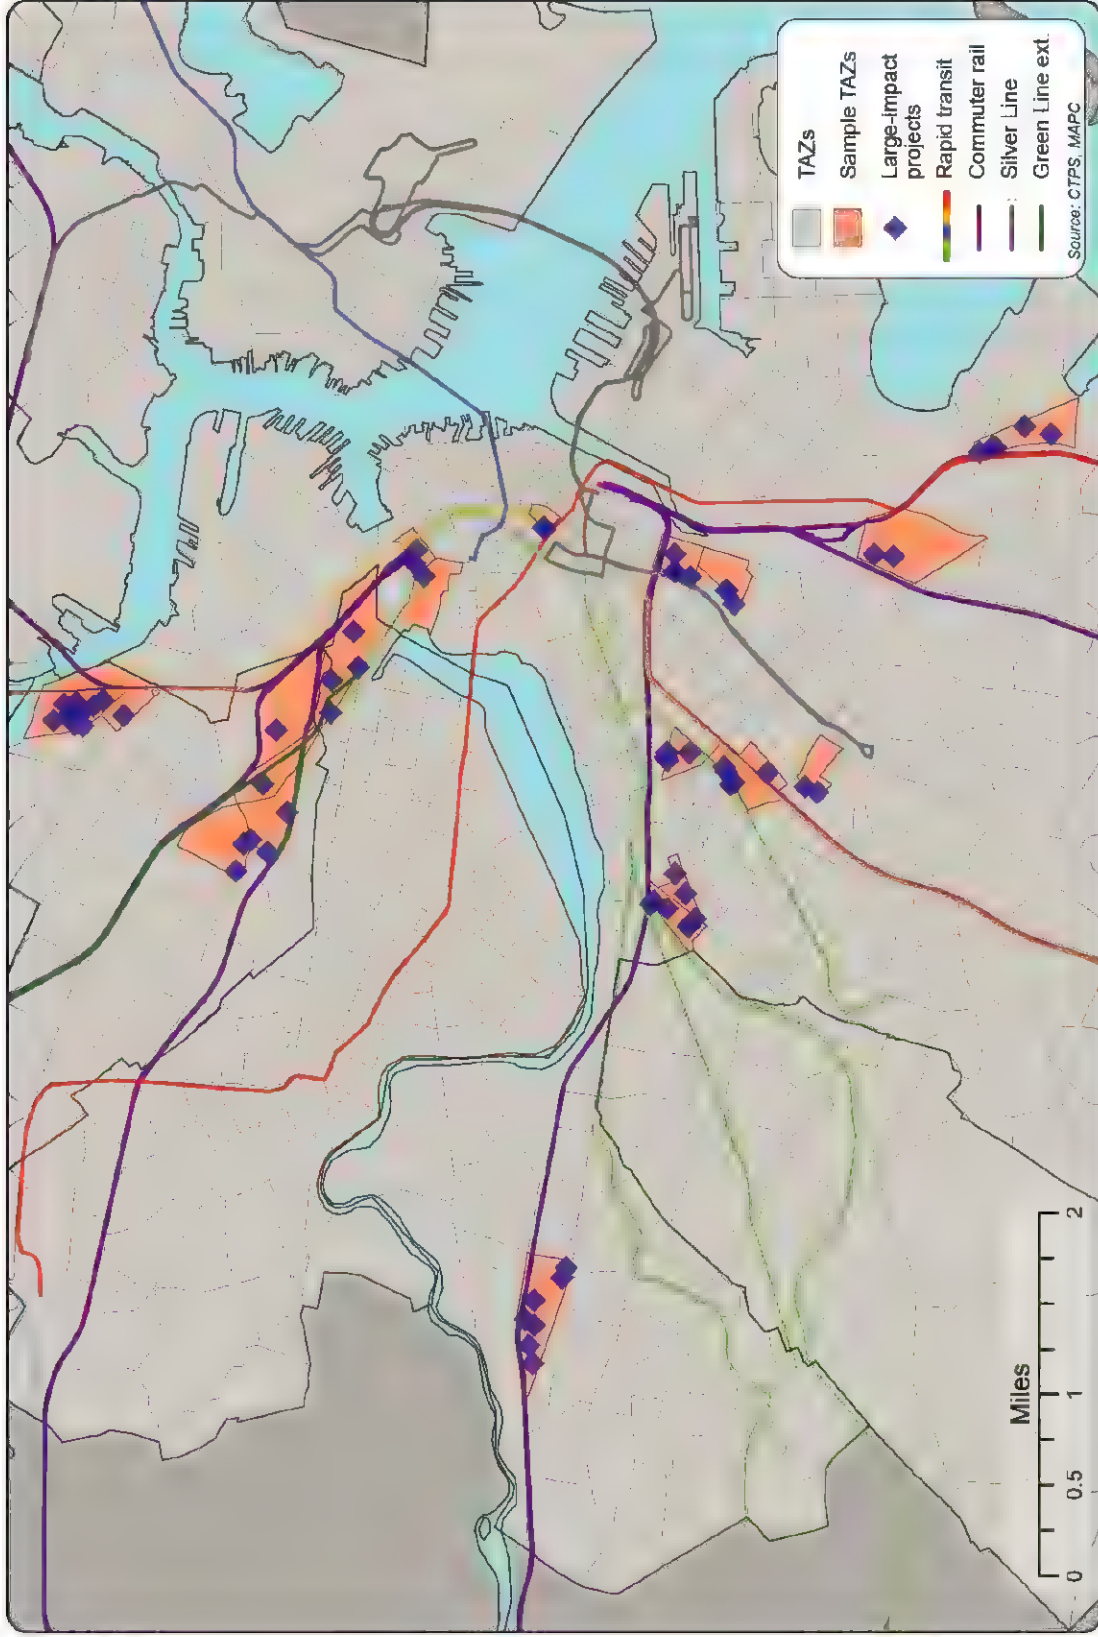 TAZs
Sample TAZs
Large-impact
projects
Rapid transit
Commuter rail
Silver Line
Green Line ext.
Source: CTPS, MAPC
Miles
0 0.5 1 2